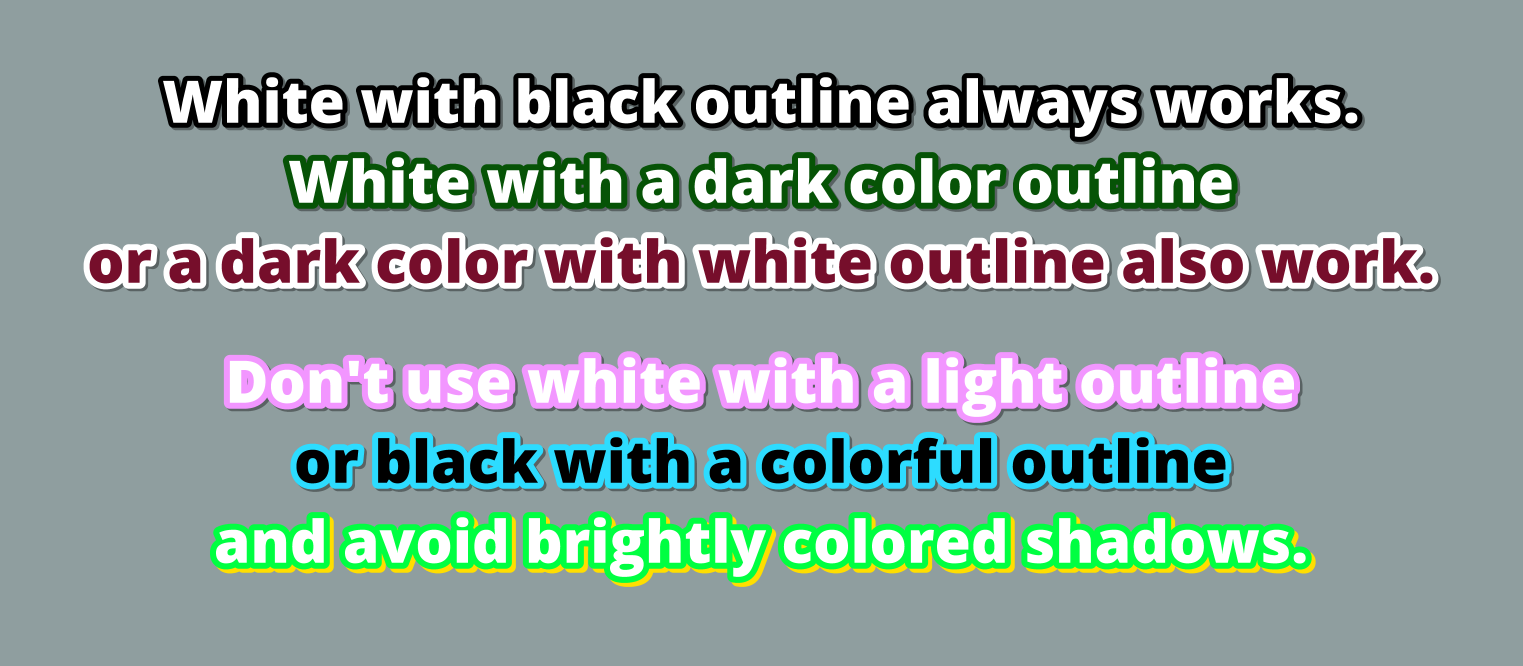 White with black outline always works.
White with a dark color outline
or a dark color with white outline also work.
Don't use white with a light outline
or black with a colorful outline
and avoid brightly colored shadows.